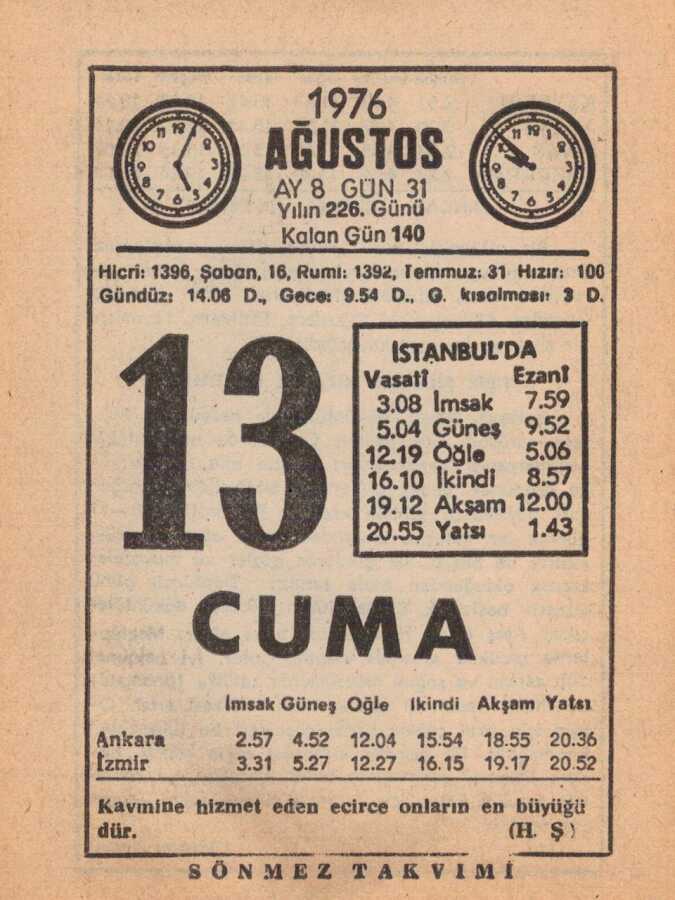 1976
AĞUSTOS
AY 8 GÜN 31
Yılın 226. Günü
Kalan Gün 140
Hicri: 1396, Şaban, 16, Rumi: 1392, Temmuz: 31 Hızır: 100
Gündüz: 14.06 D., Gece: 9.54 D., G. kısalması: 3 D.
13
İSTANBUL'DA
Vasati Ezani
3.08 İmsak 7.59
5.04 Güneş 9.52
12.19 Öğle 5.06
16.10 İkindi 8.57
19.12 Akşam 12.00
20.55 Yatsı 1.43
CUMA
İmsak Güneş Oğle İkindi Akşam Yatsı
Ankara 2.57 4.52 12.04 15.54 18.55 20.36
İzmir 3.31 5.27 12.27 16.15 19.17 20.52
Kavmine hizmet eden ecirce onların en büyüğü
dür. (H. Ş)
SÖNMEZ TAKVİMİ